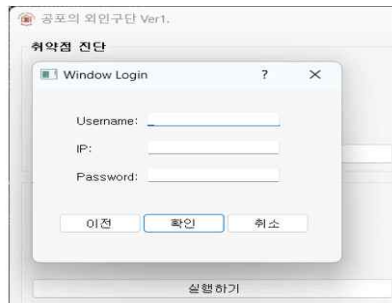 공포의 외인구단 Ver1.
취약점 진단
Window Login
?
Username:
IP:
Password:
이전
확인
취소
실행하기